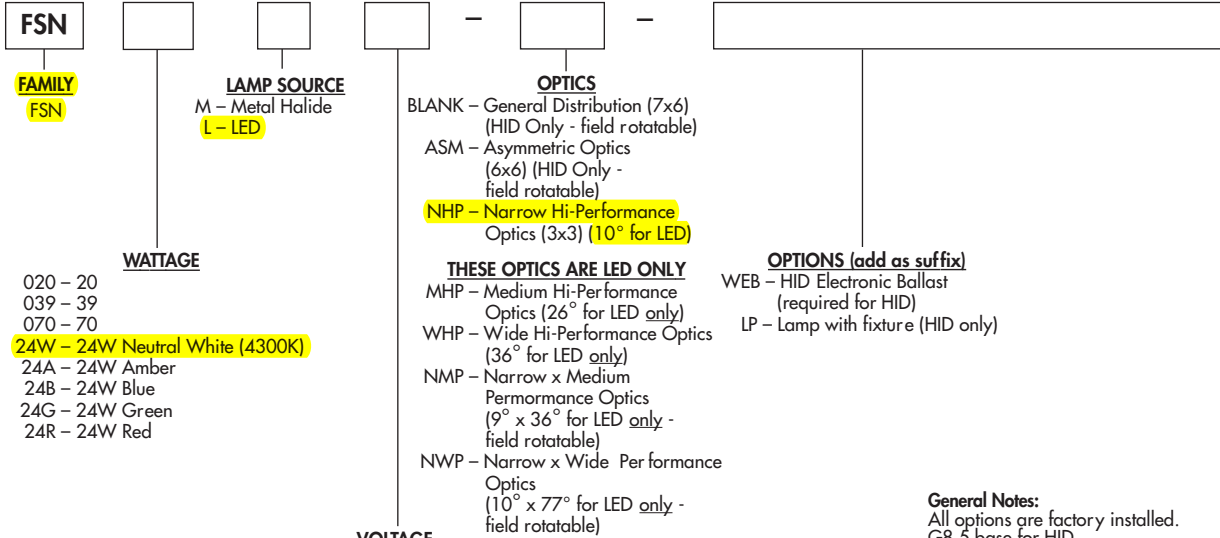 FSN
–
–
FAMILY
FSN
LAMP SOURCE
M – Metal Halide
L – LED
WATTAGE
020 – 20
039 – 39
070 – 70
24W – 24W Neutral White (4300K)
24A – 24W Amber
24B – 24W Blue
24G – 24W Green
24R – 24W Red
VOLTAGE
OPTICS
BLANK – General Distribution (7x6)
(HID Only - field rotatable)
ASM – Asymmetric Optics
(6x6) (HID Only -
field rotatable)
NHP – Narrow Hi-Performance
Optics (3x3) (10° for LED)
THESE OPTICS ARE LED ONLY
MHP – Medium Hi-Performance
Optics (26° for LED only)
WHP – Wide Hi-Performance Optics
(36° for LED only)
NMP – Narrow x Medium
Permormance Optics
(9° x 36° for LED only -
field rotatable)
NWP – Narrow x Wide Performance
Optics
(10° x 77° for LED only -
field rotatable)
OPTIONS (add as suffix)
WEB – HID Electronic Ballast
(required for HID)
LP – Lamp with fixture (HID only)
General Notes:
All options are factory installed.
G8.5 base for HID